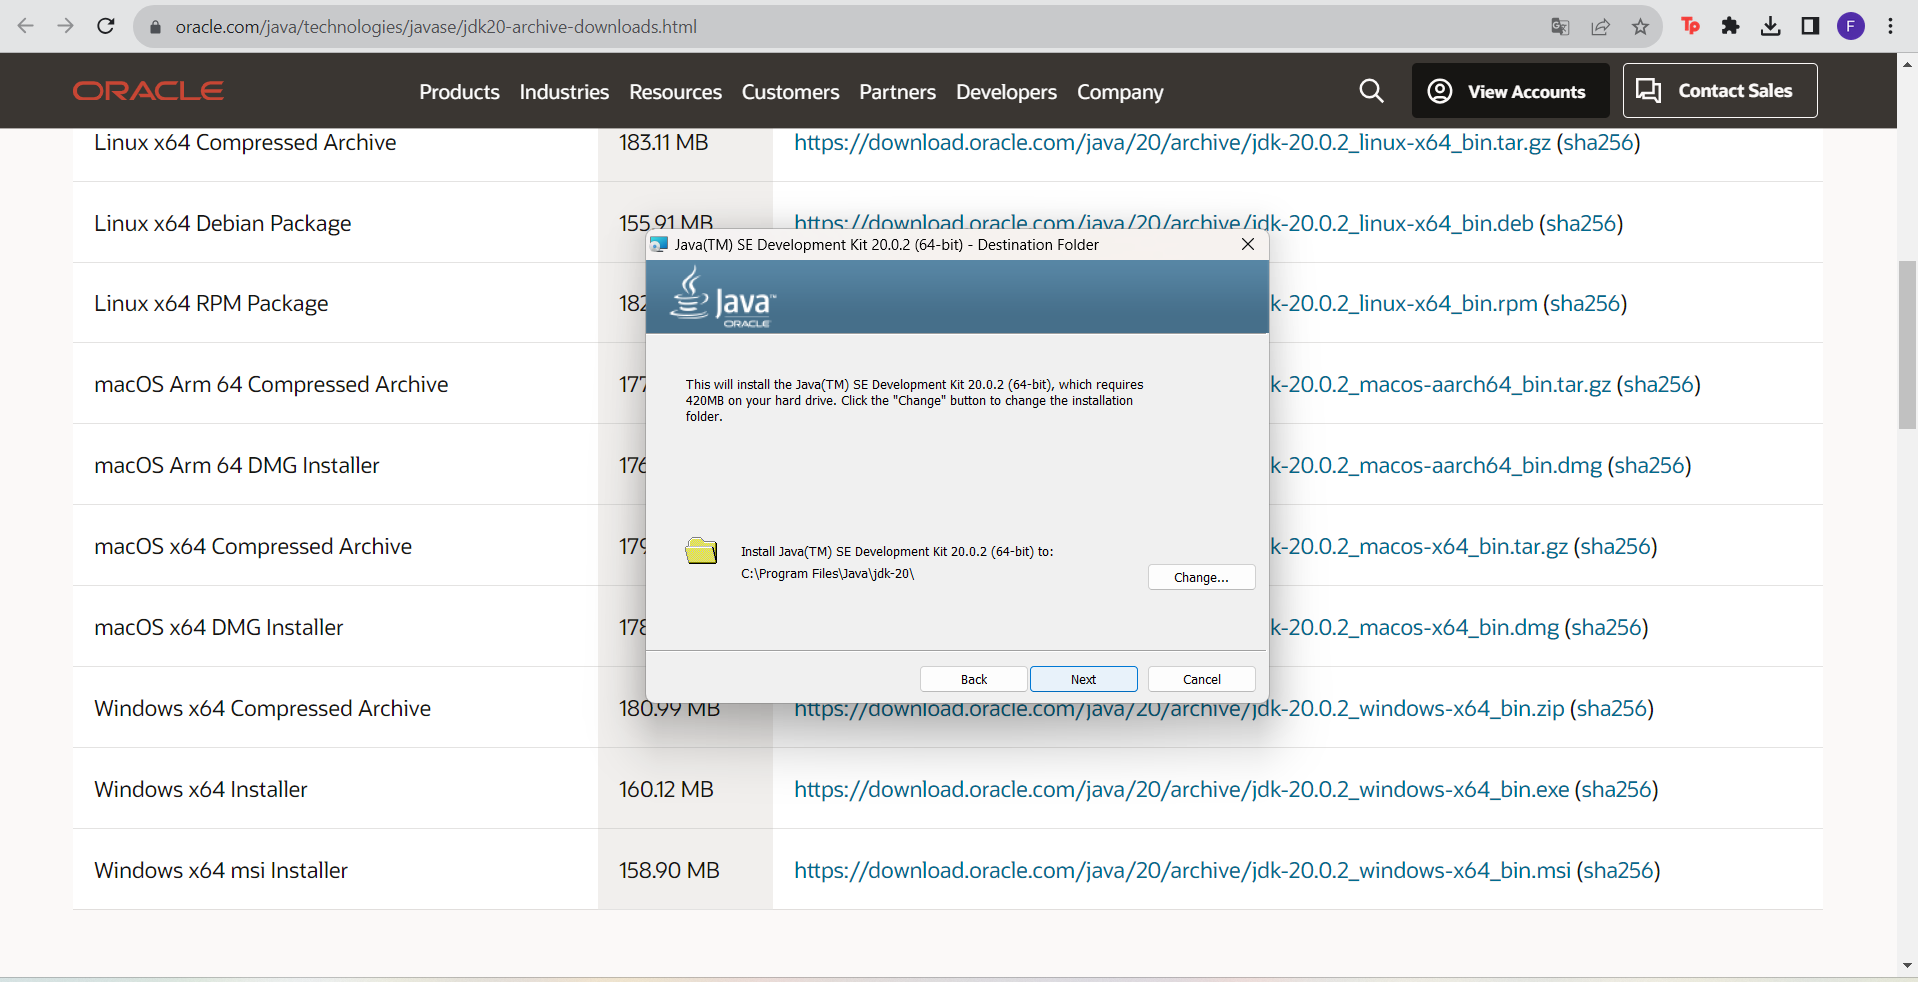 oracle.com/java/technologies/javase/jdk20-archive-downloads.html
Tp
F
ORACLE
Products Industries Resources Customers Partners Developers Company
View Accounts
Contact Sales
Linux x64 Compressed Archive 183.11 MB https://download.oracle.com/java/20/archive/jdk-20.0.2_linux-x64_bin.tar.gz (sha256)
Linux x64 Debian Package 155.91 MB https://download.oracle.com/java/20/archive/jdk-20.0.2_linux-x64_bin.deb (sha256)
Linux x64 RPM Package 182 k-20.0.2_linux-x64_bin.rpm (sha256)
macOS Arm 64 Compressed Archive 177 k-20.0.2_macos-aarch64_bin.tar.gz (sha256)
macOS Arm 64 DMG Installer 176 k-20.0.2_macos-aarch64_bin.dmg (sha256)
macOS x64 Compressed Archive 179 k-20.0.2_macos-x64_bin.tar.gz (sha256)
macOS x64 DMG Installer 178 k-20.0.2_macos-x64_bin.dmg (sha256)
Windows x64 Compressed Archive 180.99 MB https://download.oracle.com/java/20/archive/jdk-20.0.2_windows-x64_bin.zip (sha256)
Windows x64 Installer 160.12 MB https://download.oracle.com/java/20/archive/jdk-20.0.2_windows-x64_bin.exe (sha256)
Windows x64 msi Installer 158.90 MB https://download.oracle.com/java/20/archive/jdk-20.0.2_windows-x64_bin.msi (sha256)
Java(TM) SE Development Kit 20.0.2 (64-bit) - Destination Folder
Java™
ORACLE
This will install the Java(TM) SE Development Kit 20.0.2 (64-bit), which requires
420MB on your hard drive. Click the "Change" button to change the installation
folder.
Install Java(TM) SE Development Kit 20.0.2 (64-bit) to:
C:\Program Files\Java\jdk-20\
Change...
Back Next Cancel